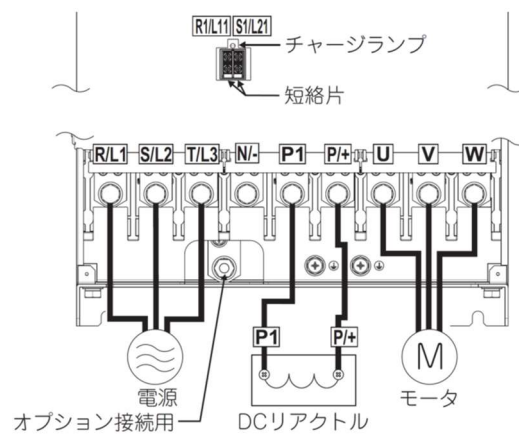 R1/L11 S1/L21
チャージランプ
短絡片
R/L1 S/L2 T/L3 N/- P1 P/+ U V W
P1 P/+
M
電源 モータ
オプション接続用 DCリアクトル